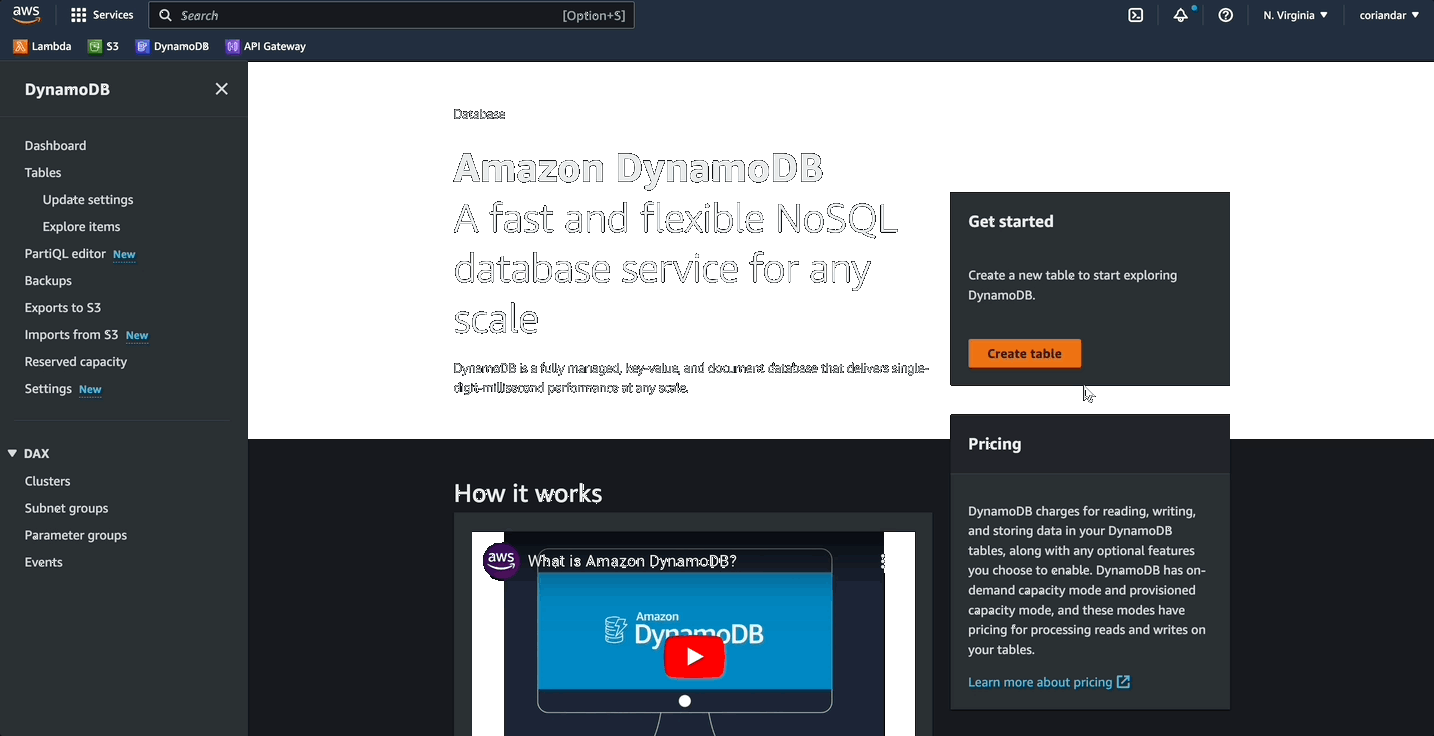 aws
Services
Search
[Option+S]
N. Virginia
coriandar
Lambda
S3
DynamoDB
API Gateway
DynamoDB
Dashboard
Tables
Update settings
Explore items
PartiQL editor New
Backups
Exports to S3
Imports from S3 New
Reserved capacity
Settings New
DAX
Clusters
Subnet groups
Parameter groups
Events
Database
Amazon DynamoDB
A fast and flexible NoSQL
database service for any
scale
DynamoDB is a fully managed, key-value, and document database that delivers single-
digit-millisecond performance at any scale.
Get started
Create a new table to start exploring
DynamoDB.
Create table
How it works
aws
What is Amazon DynamoDB?
Amazon
DynamoDB
Pricing
DynamoDB charges for reading, writing,
and storing data in your DynamoDB
tables, along with any optional features
you choose to enable. DynamoDB has on-
demand capacity mode and provisioned
capacity mode, and these modes have
pricing for processing reads and writes on
your tables.
Learn more about pricing